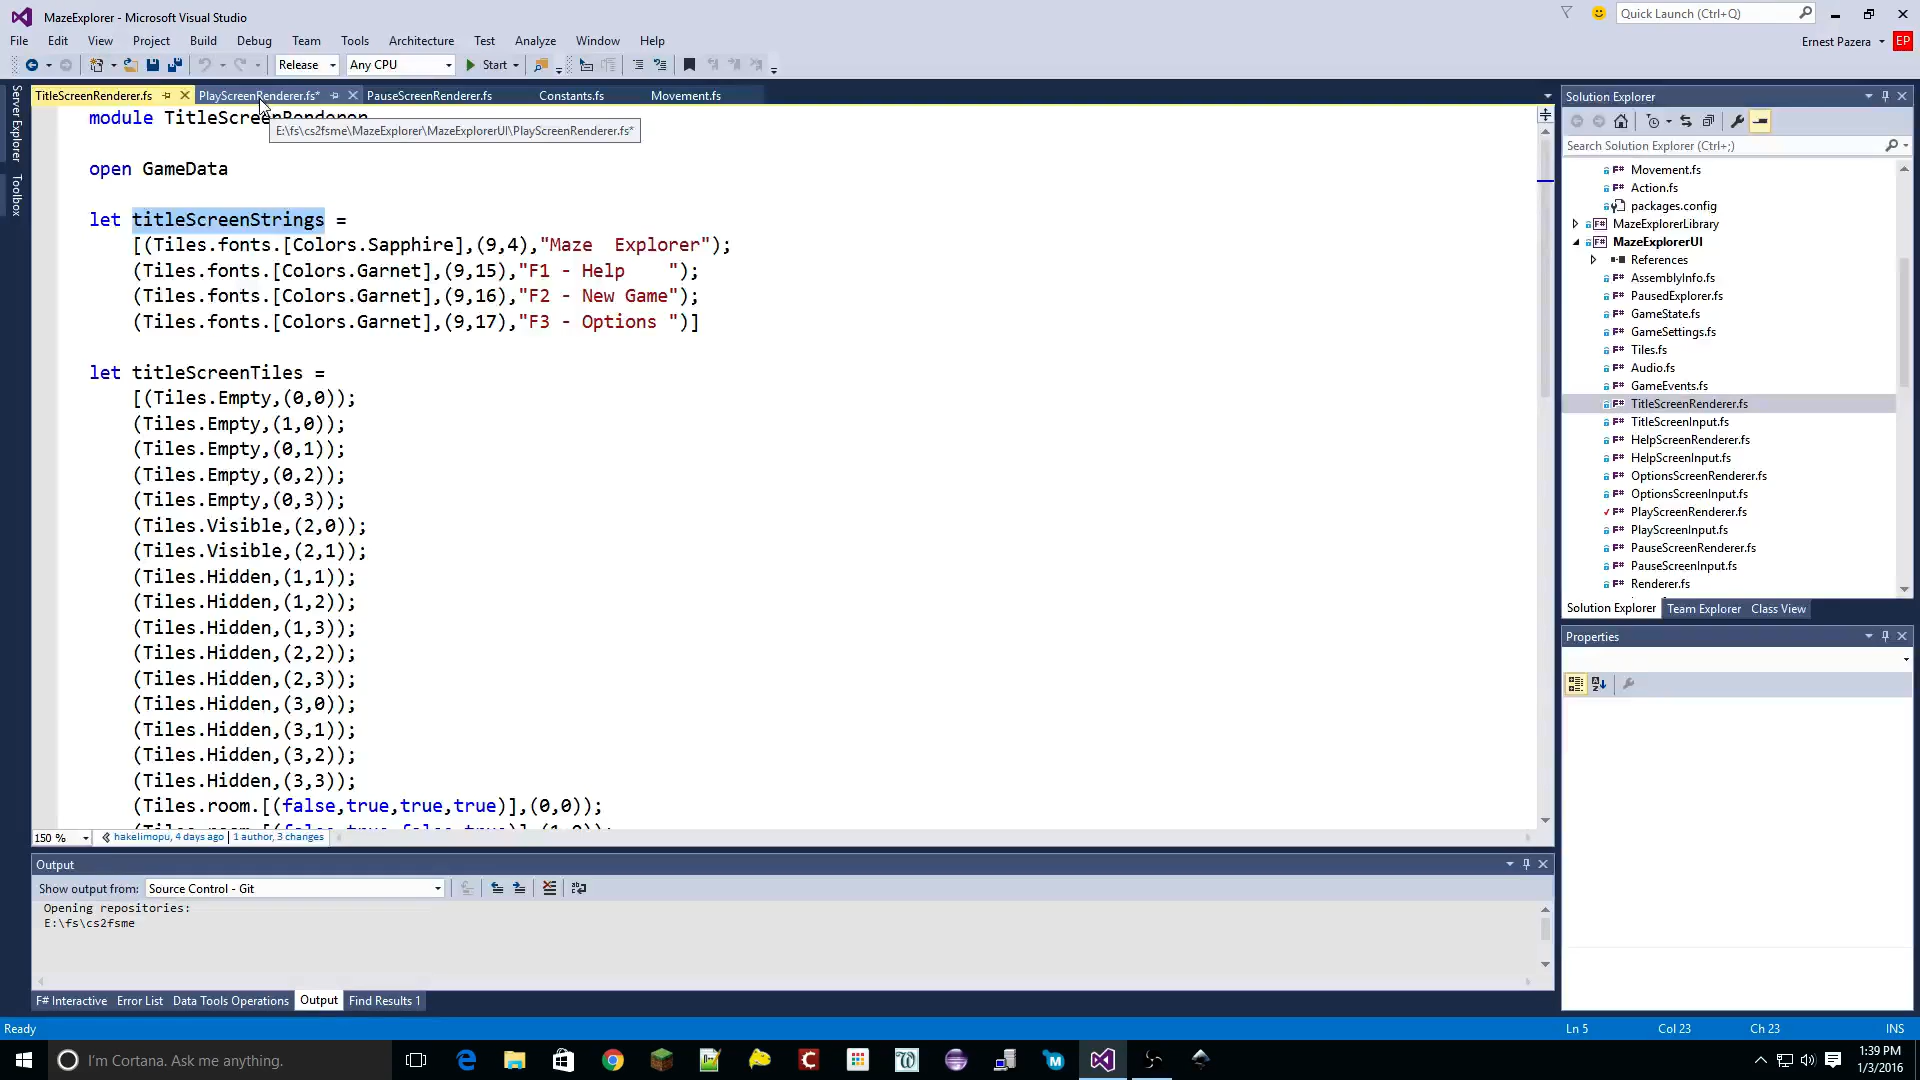 MazeExplorer - Microsoft Visual Studio
Quick Launch (Ctrl+Q)
File Edit View Project Build Debug Team Tools Architecture Test Analyze Window Help
Ernest Pazera EP
Release Any CPU Start
TitleScreenRenderer.fs PlayScreenRenderer.fs* PauseScreenRenderer.fs Constants.fs Movement.fs
Server Explorer
Toolbox
module TitleScreenRenderer
E:\fs\cs2fsme\MazeExplorer\MazeExplorerUI\PlayScreenRenderer.fs*
open GameData
let titleScreenStrings =
[(Tiles.fonts.[Colors.Sapphire],(9,4),"Maze  Explorer");
(Tiles.fonts.[Colors.Garnet],(9,15),"F1 - Help    ");
(Tiles.fonts.[Colors.Garnet],(9,16),"F2 - New Game");
(Tiles.fonts.[Colors.Garnet],(9,17),"F3 - Options ")]
let titleScreenTiles =
[(Tiles.Empty,(0,0));
(Tiles.Empty,(1,0));
(Tiles.Empty,(0,1));
(Tiles.Empty,(0,2));
(Tiles.Empty,(0,3));
(Tiles.Visible,(2,0));
(Tiles.Visible,(2,1));
(Tiles.Hidden,(1,1));
(Tiles.Hidden,(1,2));
(Tiles.Hidden,(1,3));
(Tiles.Hidden,(2,2));
(Tiles.Hidden,(2,3));
(Tiles.Hidden,(3,0));
(Tiles.Hidden,(3,1));
(Tiles.Hidden,(3,2));
(Tiles.Hidden,(3,3));
(Tiles.room.[(false,true,true,true)],(0,0));
150 % hakelimopu, 4 days ago | 1 author, 3 changes
Output
Show output from: Source Control - Git
Opening repositories:
E:\fs\cs2fsme
F# Interactive Error List Data Tools Operations Output Find Results 1
Solution Explorer
Search Solution Explorer (Ctrl+;)
F# Movement.fs
F# Action.fs
packages.config
F# MazeExplorerLibrary
F# MazeExplorerUI
References
F# AssemblyInfo.fs
F# PausedExplorer.fs
F# GameState.fs
F# GameSettings.fs
F# Tiles.fs
F# Audio.fs
F# GameEvents.fs
F# TitleScreenRenderer.fs
F# TitleScreenInput.fs
F# HelpScreenRenderer.fs
F# HelpScreenInput.fs
F# OptionsScreenRenderer.fs
F# OptionsScreenInput.fs
F# PlayScreenRenderer.fs
F# PlayScreenInput.fs
F# PauseScreenRenderer.fs
F# PauseScreenInput.fs
F# Renderer.fs
Solution Explorer Team Explorer Class View
Properties
Ready Ln 5 Col 23 Ch 23 INS
I'm Cortana. Ask me anything.
1:39 PM
1/3/2016